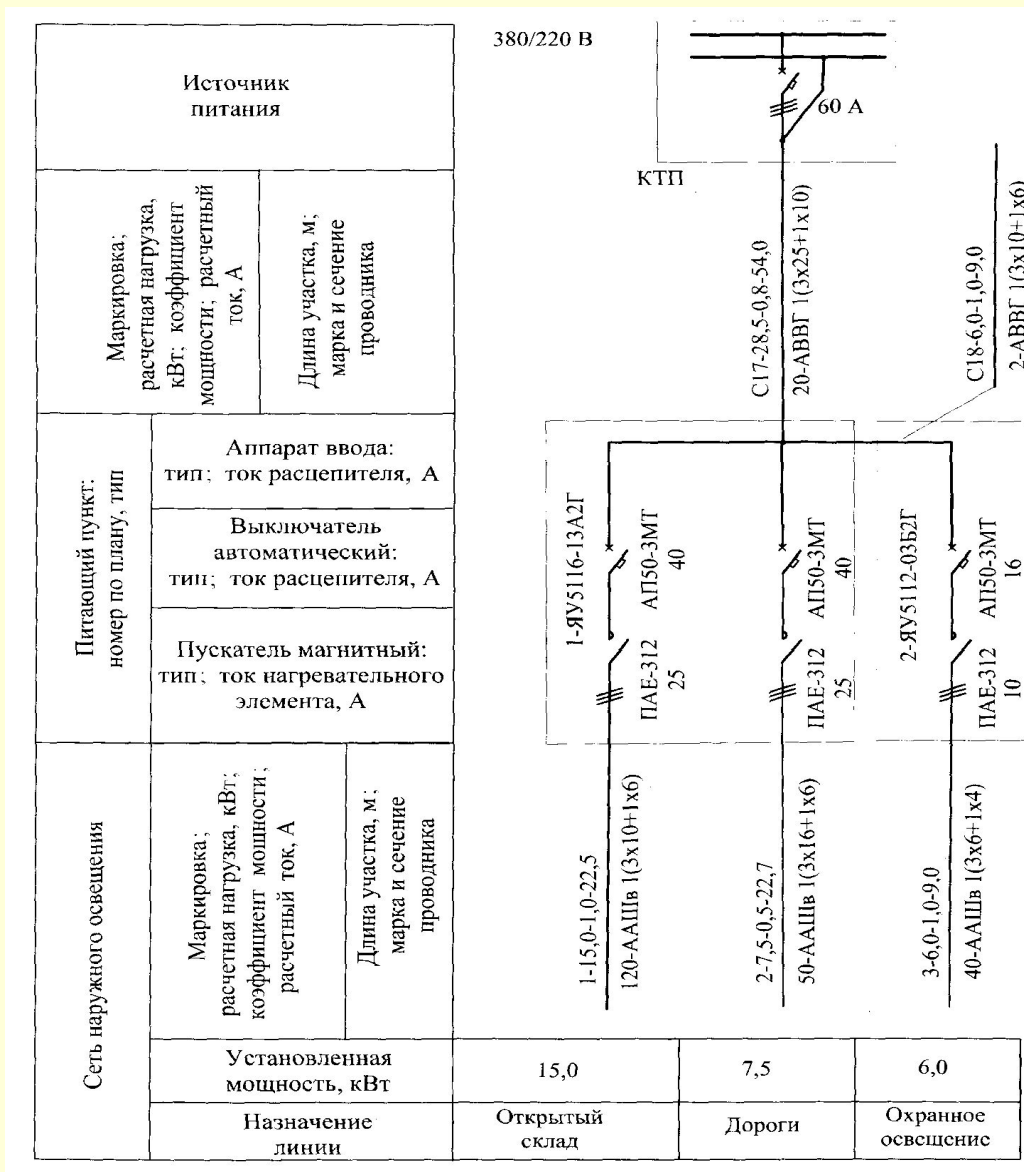 Источник
питания
380/220 В
60 А
КТП
Маркировка;
расчетная нагрузка,
кВт; коэффициент
мощности; расчетный
ток, А
Длина участка, м;
марка и сечение
проводника
С17-28,5-0,8-54,0
20-АВВГ 1(3х25+1х10)
С18-6,0-1,0-9,0
2-АВВГ 1(3х10+1х6)
Питающий пункт:
номер по плану, тип
Аппарат ввода:
тип; ток расцепителя, А
Выключатель
автоматический:
тип; ток расцепителя, А
Пускатель магнитный:
тип; ток нагревательного
элемента, А
1-ЯУ5116-13А2Г
АП50-3МТ
40
ПАЕ-312
25
АП50-3МТ
40
ПАЕ-312
25
2-ЯУ5112-03Б2Г
АП50-3МТ
16
ПАЕ-312
10
Сеть наружного освещения
Маркировка;
расчетная нагрузка, кВт;
коэффициент мощности;
расчетный ток, А
Длина участка, м;
марка и сечение
проводника
1-15,0-1,0-22,5
120-ААШв 1(3х10+1х6)
2-7,5-0,5-22,7
50-ААШв 1(3х16+1х6)
3-6,0-1,0-9,0
40-ААШв 1(3х6+1х4)
Установленная
мощность, кВт
15,0
7,5
6,0
Назначение
линии
Открытый
склад
Дороги
Охранное
освещение